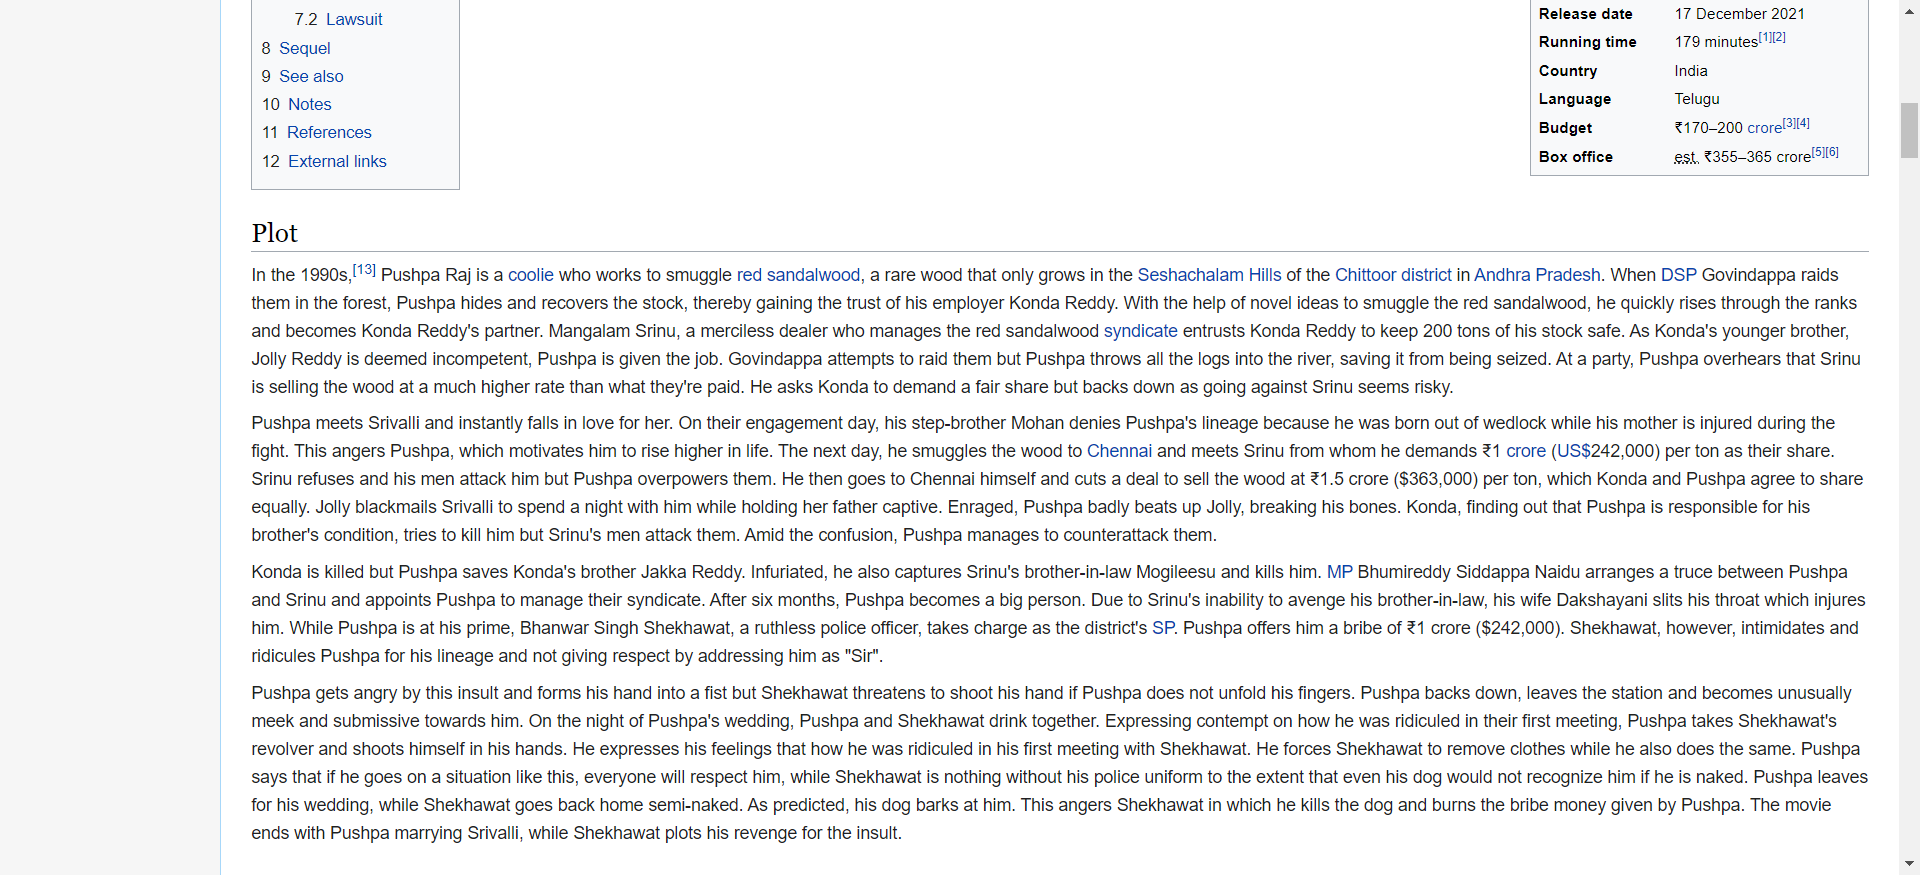 7.2 Lawsuit
8 Sequel
9 See also
10 Notes
11 References
12 External links
Release date 17 December 2021
Running time 179 minutes[1][2]
Country India
Language Telugu
Budget ₹170–200 crore[3][4]
Box office est. ₹355–365 crore[5][6]
Plot
In the 1990s,[13] Pushpa Raj is a coolie who works to smuggle red sandalwood, a rare wood that only grows in the Seshachalam Hills of the Chittoor district in Andhra Pradesh. When DSP Govindappa raids
them in the forest, Pushpa hides and recovers the stock, thereby gaining the trust of his employer Konda Reddy. With the help of novel ideas to smuggle the red sandalwood, he quickly rises through the ranks
and becomes Konda Reddy's partner. Mangalam Srinu, a merciless dealer who manages the red sandalwood syndicate entrusts Konda Reddy to keep 200 tons of his stock safe. As Konda's younger brother,
Jolly Reddy is deemed incompetent, Pushpa is given the job. Govindappa attempts to raid them but Pushpa throws all the logs into the river, saving it from being seized. At a party, Pushpa overhears that Srinu
is selling the wood at a much higher rate than what they're paid. He asks Konda to demand a fair share but backs down as going against Srinu seems risky.
Pushpa meets Srivalli and instantly falls in love for her. On their engagement day, his step-brother Mohan denies Pushpa's lineage because he was born out of wedlock while his mother is injured during the
fight. This angers Pushpa, which motivates him to rise higher in life. The next day, he smuggles the wood to Chennai and meets Srinu from whom he demands ₹1 crore (US$242,000) per ton as their share.
Srinu refuses and his men attack him but Pushpa overpowers them. He then goes to Chennai himself and cuts a deal to sell the wood at ₹1.5 crore ($363,000) per ton, which Konda and Pushpa agree to share
equally. Jolly blackmails Srivalli to spend a night with him while holding her father captive. Enraged, Pushpa badly beats up Jolly, breaking his bones. Konda, finding out that Pushpa is responsible for his
brother's condition, tries to kill him but Srinu's men attack them. Amid the confusion, Pushpa manages to counterattack them.
Konda is killed but Pushpa saves Konda's brother Jakka Reddy. Infuriated, he also captures Srinu's brother-in-law Mogileesu and kills him. MP Bhumireddy Siddappa Naidu arranges a truce between Pushpa
and Srinu and appoints Pushpa to manage their syndicate. After six months, Pushpa becomes a big person. Due to Srinu's inability to avenge his brother-in-law, his wife Dakshayani slits his throat which injures
him. While Pushpa is at his prime, Bhanwar Singh Shekhawat, a ruthless police officer, takes charge as the district's SP. Pushpa offers him a bribe of ₹1 crore ($242,000). Shekhawat, however, intimidates and
ridicules Pushpa for his lineage and not giving respect by addressing him as "Sir".
Pushpa gets angry by this insult and forms his hand into a fist but Shekhawat threatens to shoot his hand if Pushpa does not unfold his fingers. Pushpa backs down, leaves the station and becomes unusually
meek and submissive towards him. On the night of Pushpa's wedding, Pushpa and Shekhawat drink together. Expressing contempt on how he was ridiculed in their first meeting, Pushpa takes Shekhawat's
revolver and shoots himself in his hands. He expresses his feelings that how he was ridiculed in his first meeting with Shekhawat. He forces Shekhawat to remove clothes while he also does the same. Pushpa
says that if he goes on a situation like this, everyone will respect him, while Shekhawat is nothing without his police uniform to the extent that even his dog would not recognize him if he is naked. Pushpa leaves
for his wedding, while Shekhawat goes back home semi-naked. As predicted, his dog barks at him. This angers Shekhawat in which he kills the dog and burns the bribe money given by Pushpa. The movie
ends with Pushpa marrying Srivalli, while Shekhawat plots his revenge for the insult.